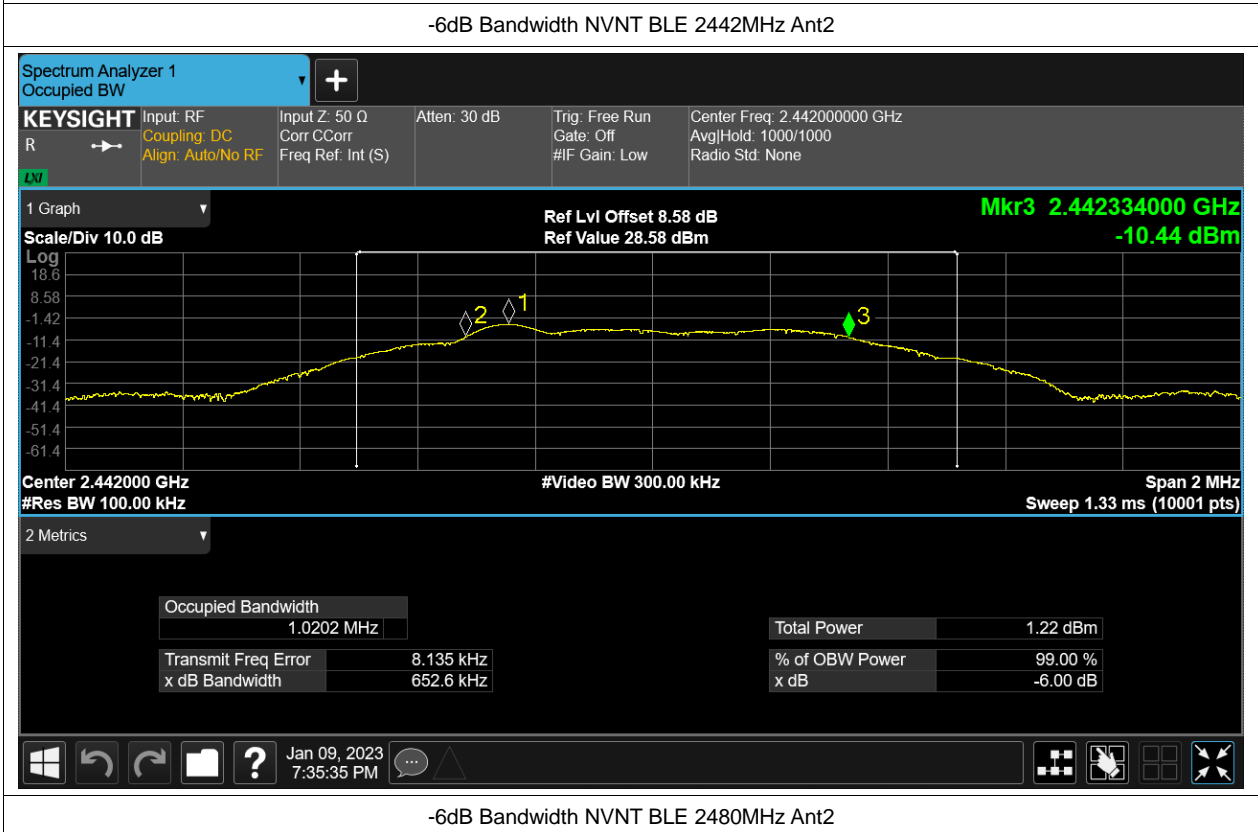 -6dB Bandwidth NVNT BLE 2442MHz Ant2
Spectrum Analyzer 1
Occupied BW
KEYSIGHT
R
LXI
Input: RF
Coupling: DC
Align: Auto/No RF
Input Z: 50 Ω
Corr CCorr
Freq Ref: Int (S)
Atten: 30 dB
Trig: Free Run
Gate: Off
#IF Gain: Low
Center Freq: 2.442000000 GHz
Avg|Hold: 1000/1000
Radio Std: None
1 Graph
Ref Lvl Offset 8.58 dB
Mkr3 2.442334000 GHz
Scale/Div 10.0 dB
Ref Value 28.58 dBm
-10.44 dBm
Log
18.6
8.58
-1.42
-11.4
-21.4
-31.4
-41.4
-51.4
-61.4
2
1
3
Center 2.442000 GHz
#Video BW 300.00 kHz
Span 2 MHz
#Res BW 100.00 kHz
Sweep 1.33 ms (10001 pts)
2 Metrics
Occupied Bandwidth
1.0202 MHz
Total Power 1.22 dBm
Transmit Freq Error 8.135 kHz
% of OBW Power 99.00 %
x dB Bandwidth 652.6 kHz
x dB -6.00 dB
?
Jan 09, 2023
7:35:35 PM
-6dB Bandwidth NVNT BLE 2480MHz Ant2